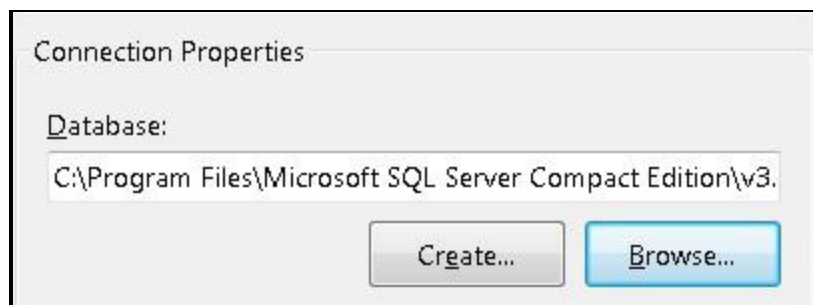 Connection Properties
Database:
C:\Program Files\Microsoft SQL Server Compact Edition\v3.
Create...
Browse...